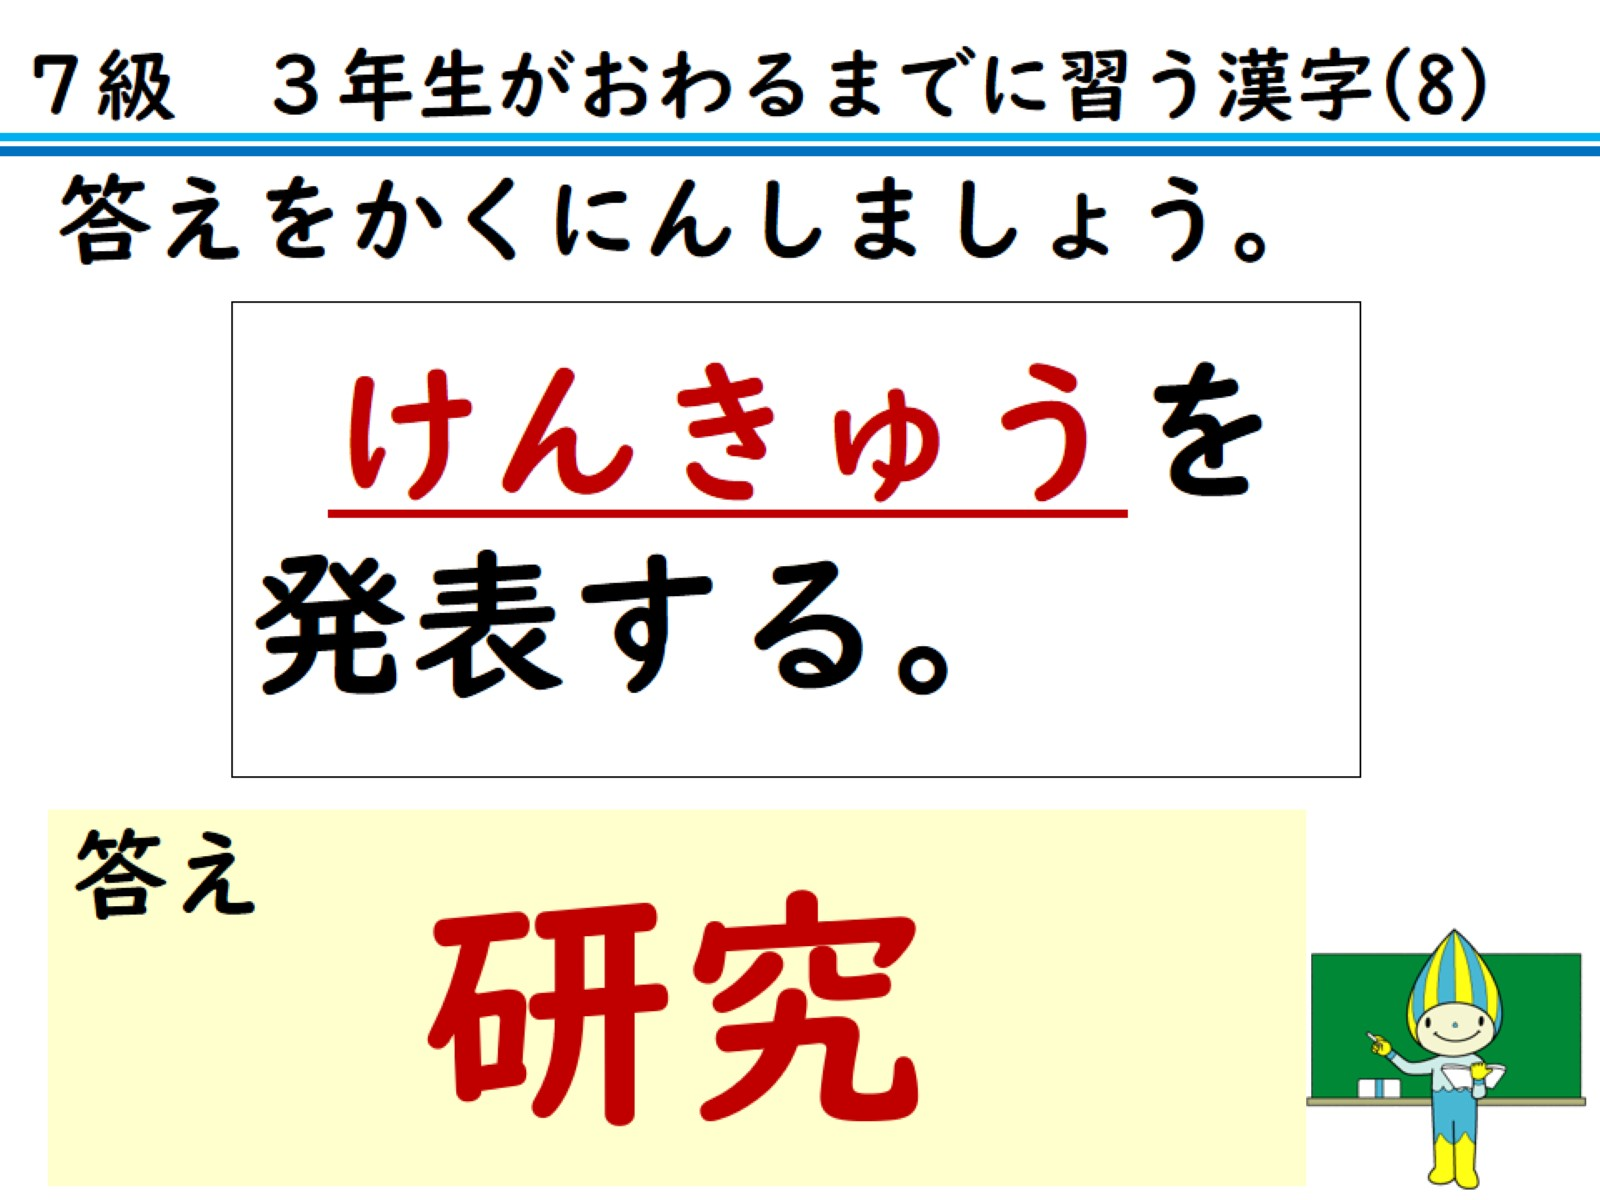 ７級　３年生がおわるまでに習う漢字(8)
答えをかくにんしましょう。
けんきゅうを
発表する。
答え
研究